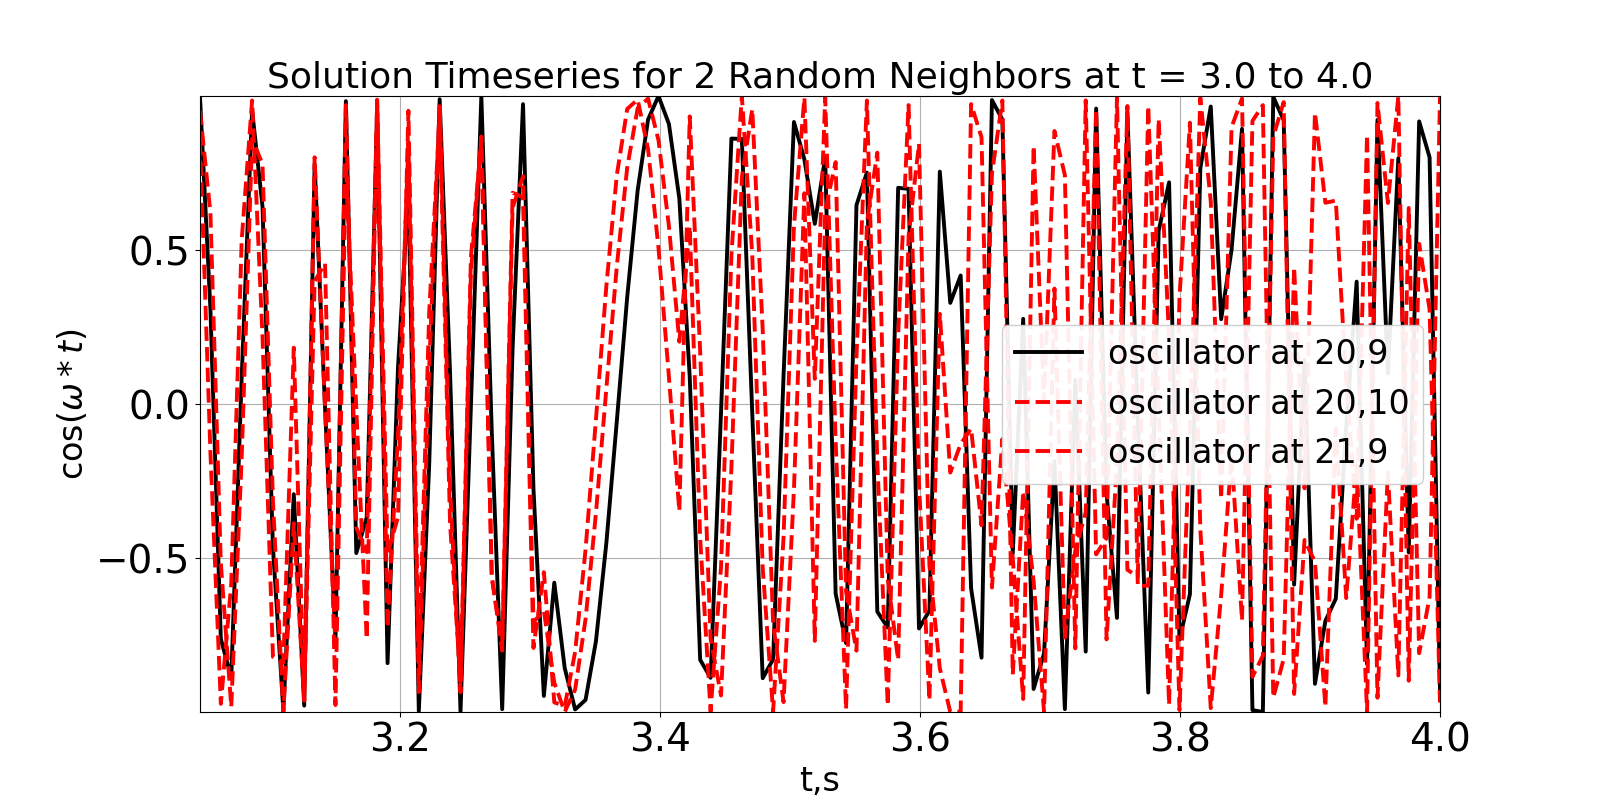 Solution Timeseries for 2 Random Neighbors at t = 3.0 to 4.0
cos(ω * t)
0.5
0.0
−0.5
oscillator at 20,9
oscillator at 20,10
oscillator at 21,9
3.2 3.4 3.6 3.8 4.0
t,s